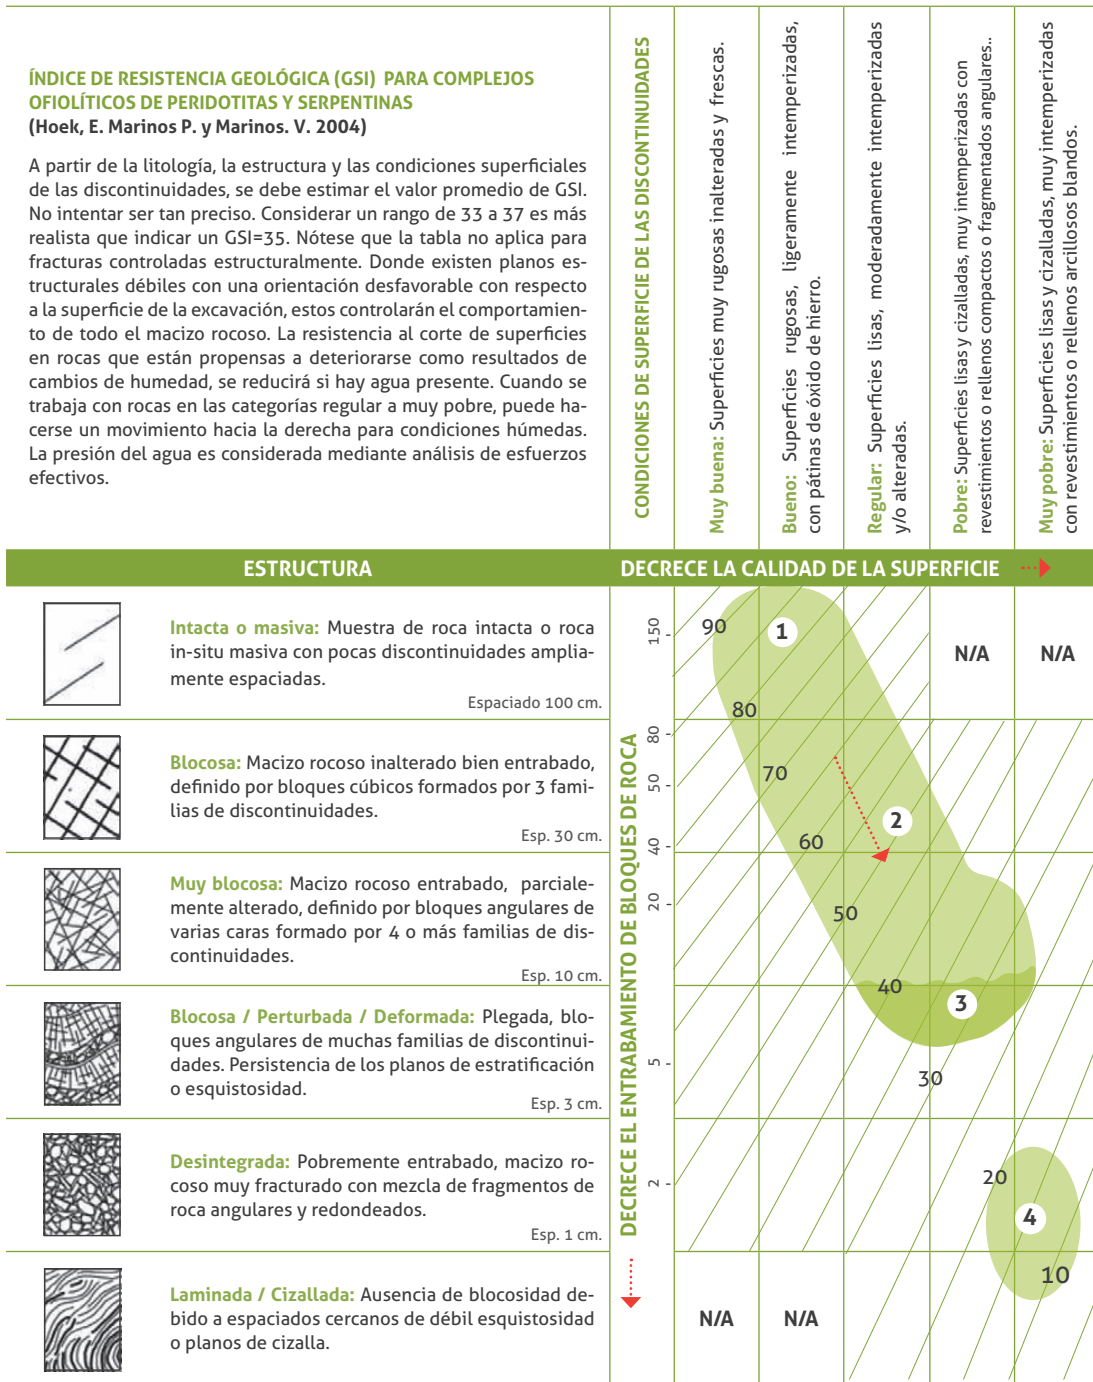 ÍNDICE DE RESISTENCIA GEOLÓGICA (GSI) PARA COMPLEJOS
OFIOLÍTICOS DE PERIDOTITAS Y SERPENTINAS
(Hoek, E. Marinos P. y Marinos. V. 2004)
A partir de la litología, la estructura y las condiciones superficiales
de las discontinuidades, se debe estimar el valor promedio de GSI.
No intentar ser tan preciso. Considerar un rango de 33 a 37 es más
realista que indicar un GSI=35. Nótese que la tabla no aplica para
fracturas controladas estructuralmente. Donde existen planos es-
tructurales débiles con una orientación desfavorable con respecto
a la superficie de la excavación, estos controlarán el comportamien-
to de todo el macizo rocoso. La resistencia al corte de superficies
en rocas que están propensas a deteriorarse como resultados de
cambios de humedad, se reducirá si hay agua presente. Cuando se
trabaja con rocas en las categorías regular a muy pobre, puede ha-
cerse un movimiento hacia la derecha para condiciones húmedas.
La presión del agua es considerada mediante análisis de esfuerzos
efectivos.
CONDICIONES DE SUPERFICIE DE LAS DISCONTINUIDADES
Muy buena: Superficies muy rugosas inalteradas y frescas.
Bueno: Superficies rugosas, ligeramente intemperizadas,
con pátinas de óxido de hierro.
Regular: Superfircies lisas, moderadamente intemperizadas
y/o alteradas.
Pobre: Superficies lisas y cizalladas, muy intemperizadas con
revestimientos o rellenos compactos o fragmentados angulares..
Muy pobre: Superficies lisas y cizalladas, muy intemperizadas
con revestimientos o rellenos arcillosos blandos.
ESTRUCTURA
DECRECE LA CALIDAD DE LA SUPERFICIE
Intacta o masiva: Muestra de roca intacta o roca
in-situ masiva con pocas discontinuidades amplia-
mente espaciadas.
Espaciado 100 cm.
Blocosa: Macizo rocoso inalterado bien entrabado,
definido por bloques cúbicos formados por 3 fami-
lias de discontinuidades.
Esp. 30 cm.
Muy blocosa: Macizo rocoso entrabado, parciale-
mente alterado, definido por bloques angulares de
varias caras formado por 4 o más familias de dis-
continuidades.
Esp. 10 cm.
Blocosa / Perturbada / Deformada: Plegada, blo-
ques angulares de muchas familias de discontinui-
dades. Persistencia de los planos de estratificación
o esquistosidad.
Esp. 3 cm.
Desintegrada: Pobremente entrabado, macizo ro-
coso muy fracturado con mezcla de fragmentos de
roca angulares y redondeados.
Esp. 1 cm.
Laminada / Cizallada: Ausencia de blocosidad de-
bido a espaciados cercanos de débil esquistosidad
o planos de cizalla.
DECRECE EL ENTRABAMIENTO DE BLOQUES DE ROCA
150 -
80 -
50 -
40 -
20 -
5 -
2 -
90
1
N/A
N/A
80
70
2
60
50
40
3
30
20
4
10
N/A
N/A